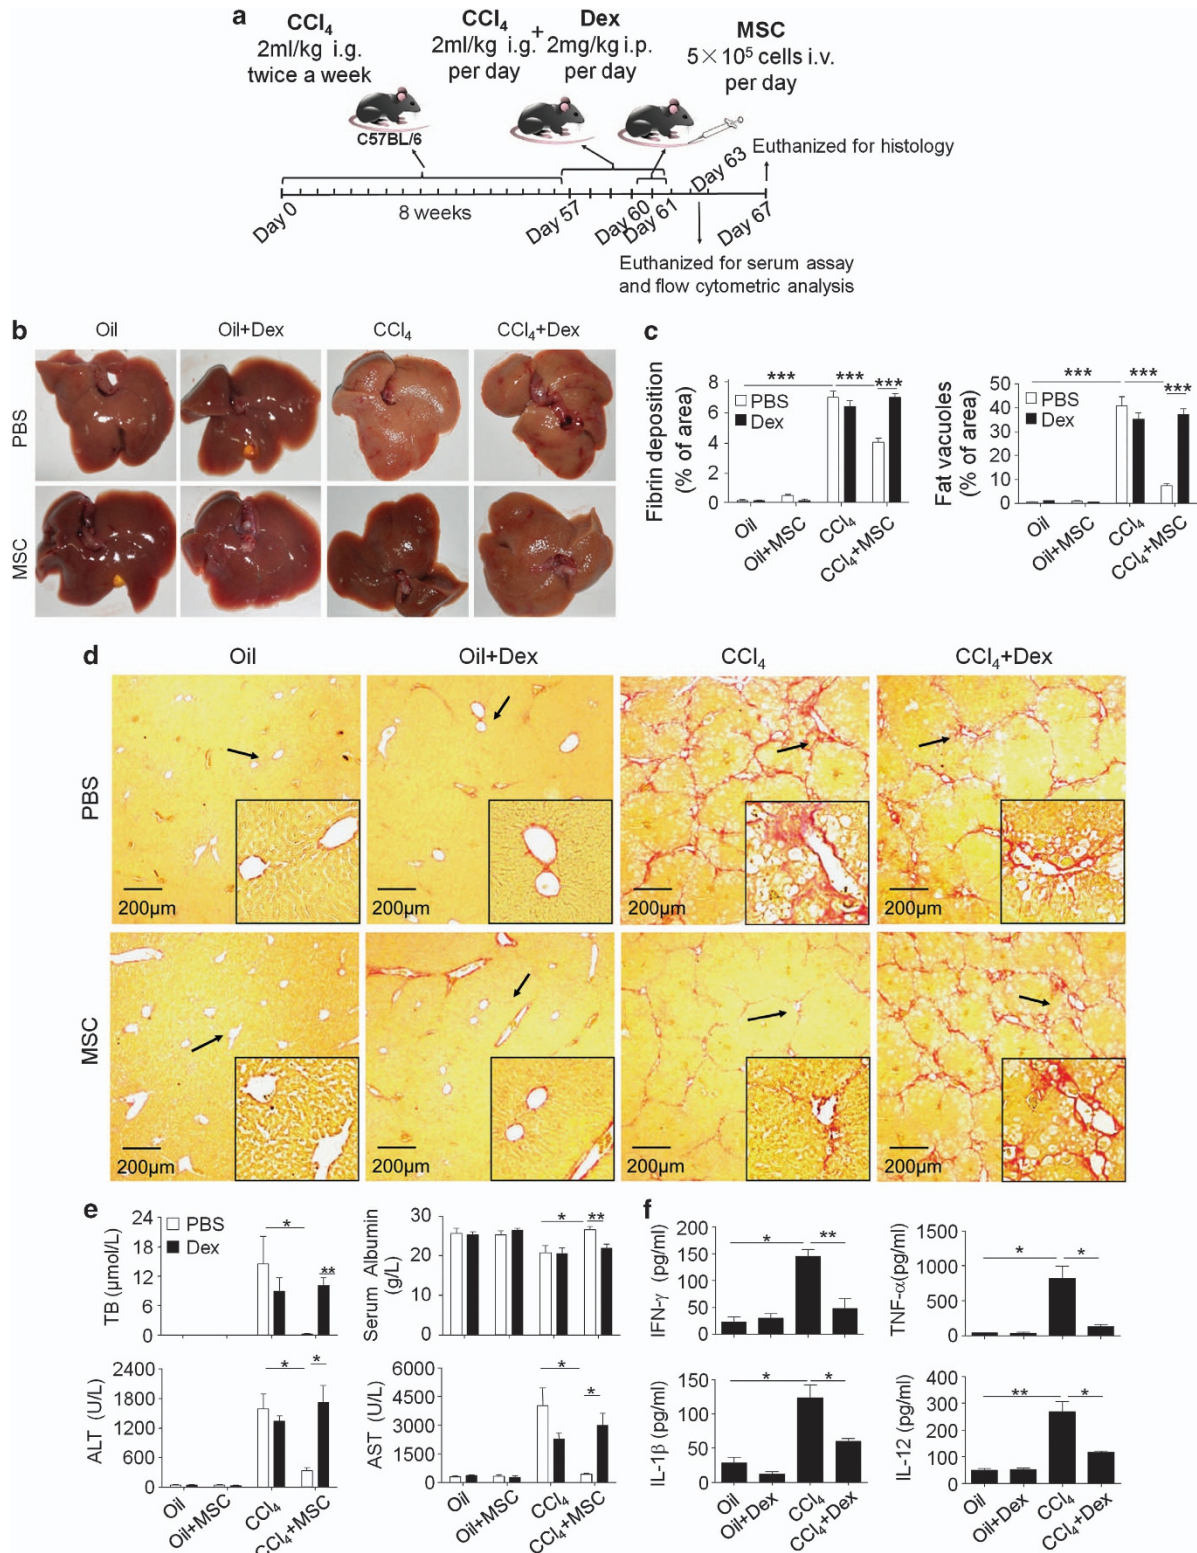 a
CCl₄
2ml/kg i.g.
twice a week
CCl₄
2ml/kg i.g.
per day
+
Dex
2mg/kg i.p.
per day
MSC
5×10⁵ cells i.v.
per day
C57BL/6
Euthanized for histology
Day 0
8 weeks
Day 57
Day 60
Day 61
Day 63
Day 67
Euthanized for serum assay
and flow cytometric analysis
b
Oil
Oil+Dex
CCl₄
CCl₄+Dex
PBS
MSC
c
Fibrin deposition
(% of area)
8
6
4
2
0
PBS
Dex
***
***
***
Oil
Oil+MSC
CCl₄
CCl₄+MSC
Fat vacuoles
(% of area)
50
40
30
20
10
0
PBS
Dex
***
***
***
Oil
Oil+MSC
CCl₄
CCl₄+MSC
d
Oil
Oil+Dex
CCl₄
CCl₄+Dex
PBS
200µm
200µm
200µm
200µm
MSC
200µm
200µm
200µm
200µm
e
TB (µmol/L)
24
18
12
6
0
PBS
Dex
*
**
Serum Albumin
(g/L)
30
20
10
0
*
**
ALT (U/L)
2400
1800
1200
600
0
*
*
Oil
Oil+MSC
CCl₄
CCl₄+MSC
AST (U/L)
6000
4500
3000
1500
0
*
*
Oil
Oil+MSC
CCl₄
CCl₄+MSC
f
IFN-γ (pg/ml)
200
150
100
50
0
*
**
TNF-α(pg/ml)
1500
1000
500
0
*
*
IL-1β (pg/ml)
150
100
50
0
*
*
Oil
Oil+Dex
CCl₄
CCl₄+Dex
IL-12 (pg/ml)
400
300
200
100
0
**
*
Oil
Oil+Dex
CCl₄
CCl₄+Dex